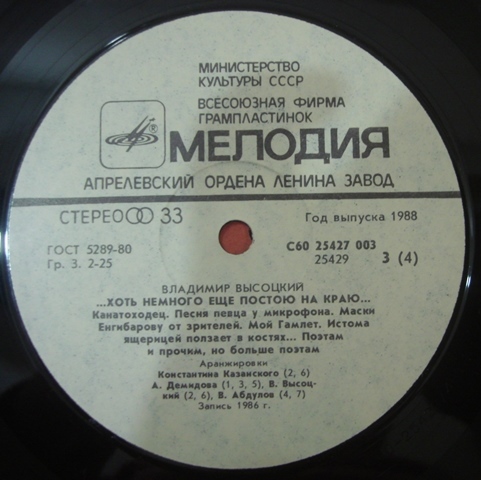 МИНИСТЕРСТВО
КУЛЬТУРЫ СССР
ВСЕСОЮЗНАЯ ФИРМА
ГРАМПЛАСТИНОК
МЕЛОДИЯ
АПРЕЛЕВСКИЙ ОРДЕНА ЛЕНИНА ЗАВОД
СТЕРЕО 33
Год выпуска 1988
ГОСТ 5289-80
Гр. 3. 2-25
С60 25427 003
25429 3 (4)
ВЛАДИМИР ВЫСОЦКИЙ
...ХОТЬ НЕМНОГО ЕЩЕ ПОСТОЮ НА КРАЮ...
Канатоходец. Песня певца у микрофона. Маски
Енгибарову от зрителей. Мой Гамлет. Истома
ящерицей ползает в костях... Поэтам
и прочим, но больше поэтам
Аранжировки
Константина Казанского (2, 6)
А. Демидова (1, 3, 5), В. Высоц-
кий (2, 6), В. Абдулов (4, 7)
Запись 1986 г.